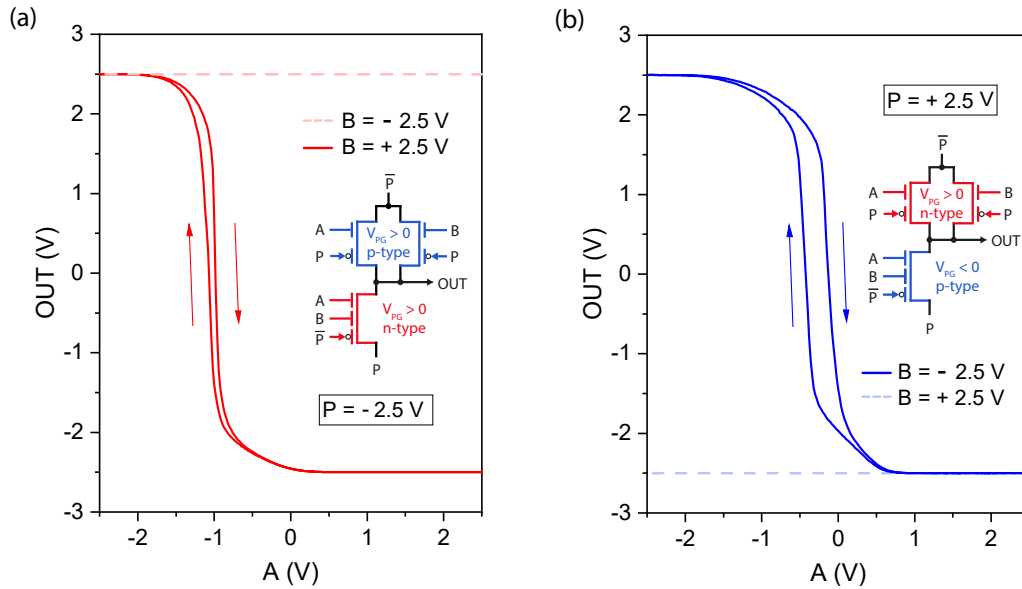 (a)
OUT (V)
3
2
1
0
-1
-2
-3
-2
-1
0
1
2
A (V)
B = - 2.5 V
B = + 2.5 V
P̅
A
P
V_PG > 0
p-type
B
P
OUT
A
B
P̅
V_PG > 0
n-type
P
P = - 2.5 V
(b)
OUT (V)
3
2
1
0
-1
-2
-3
-2
-1
0
1
2
A (V)
P = + 2.5 V
P̅
A
P
V_PG > 0
n-type
B
P
OUT
A
B
P̅
V_PG < 0
p-type
P
B = - 2.5 V
B = + 2.5 V